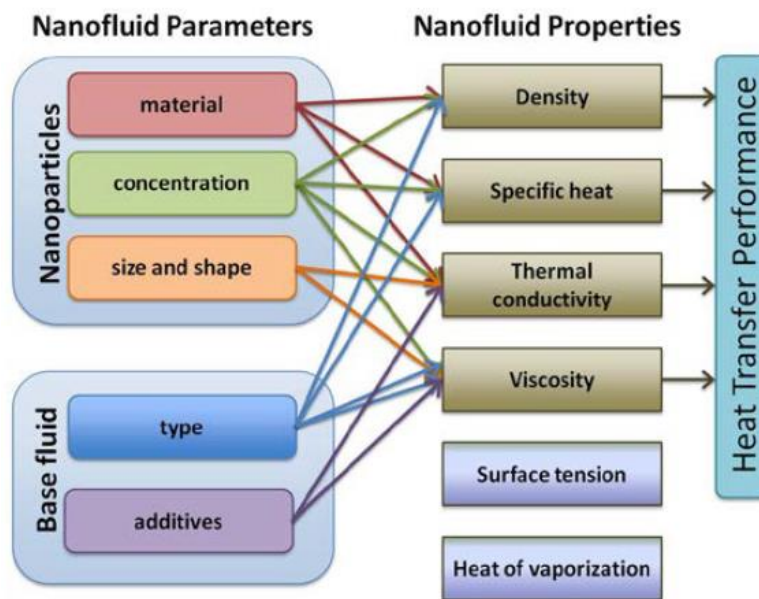 Nanofluid Parameters
Nanofluid Properties
Nanoparticles
material
concentration
size and shape
Base fluid
type
additives
Density
Specific heat
Thermal
conductivity
Viscosity
Surface tension
Heat of vaporization
Heat Transfer Performance